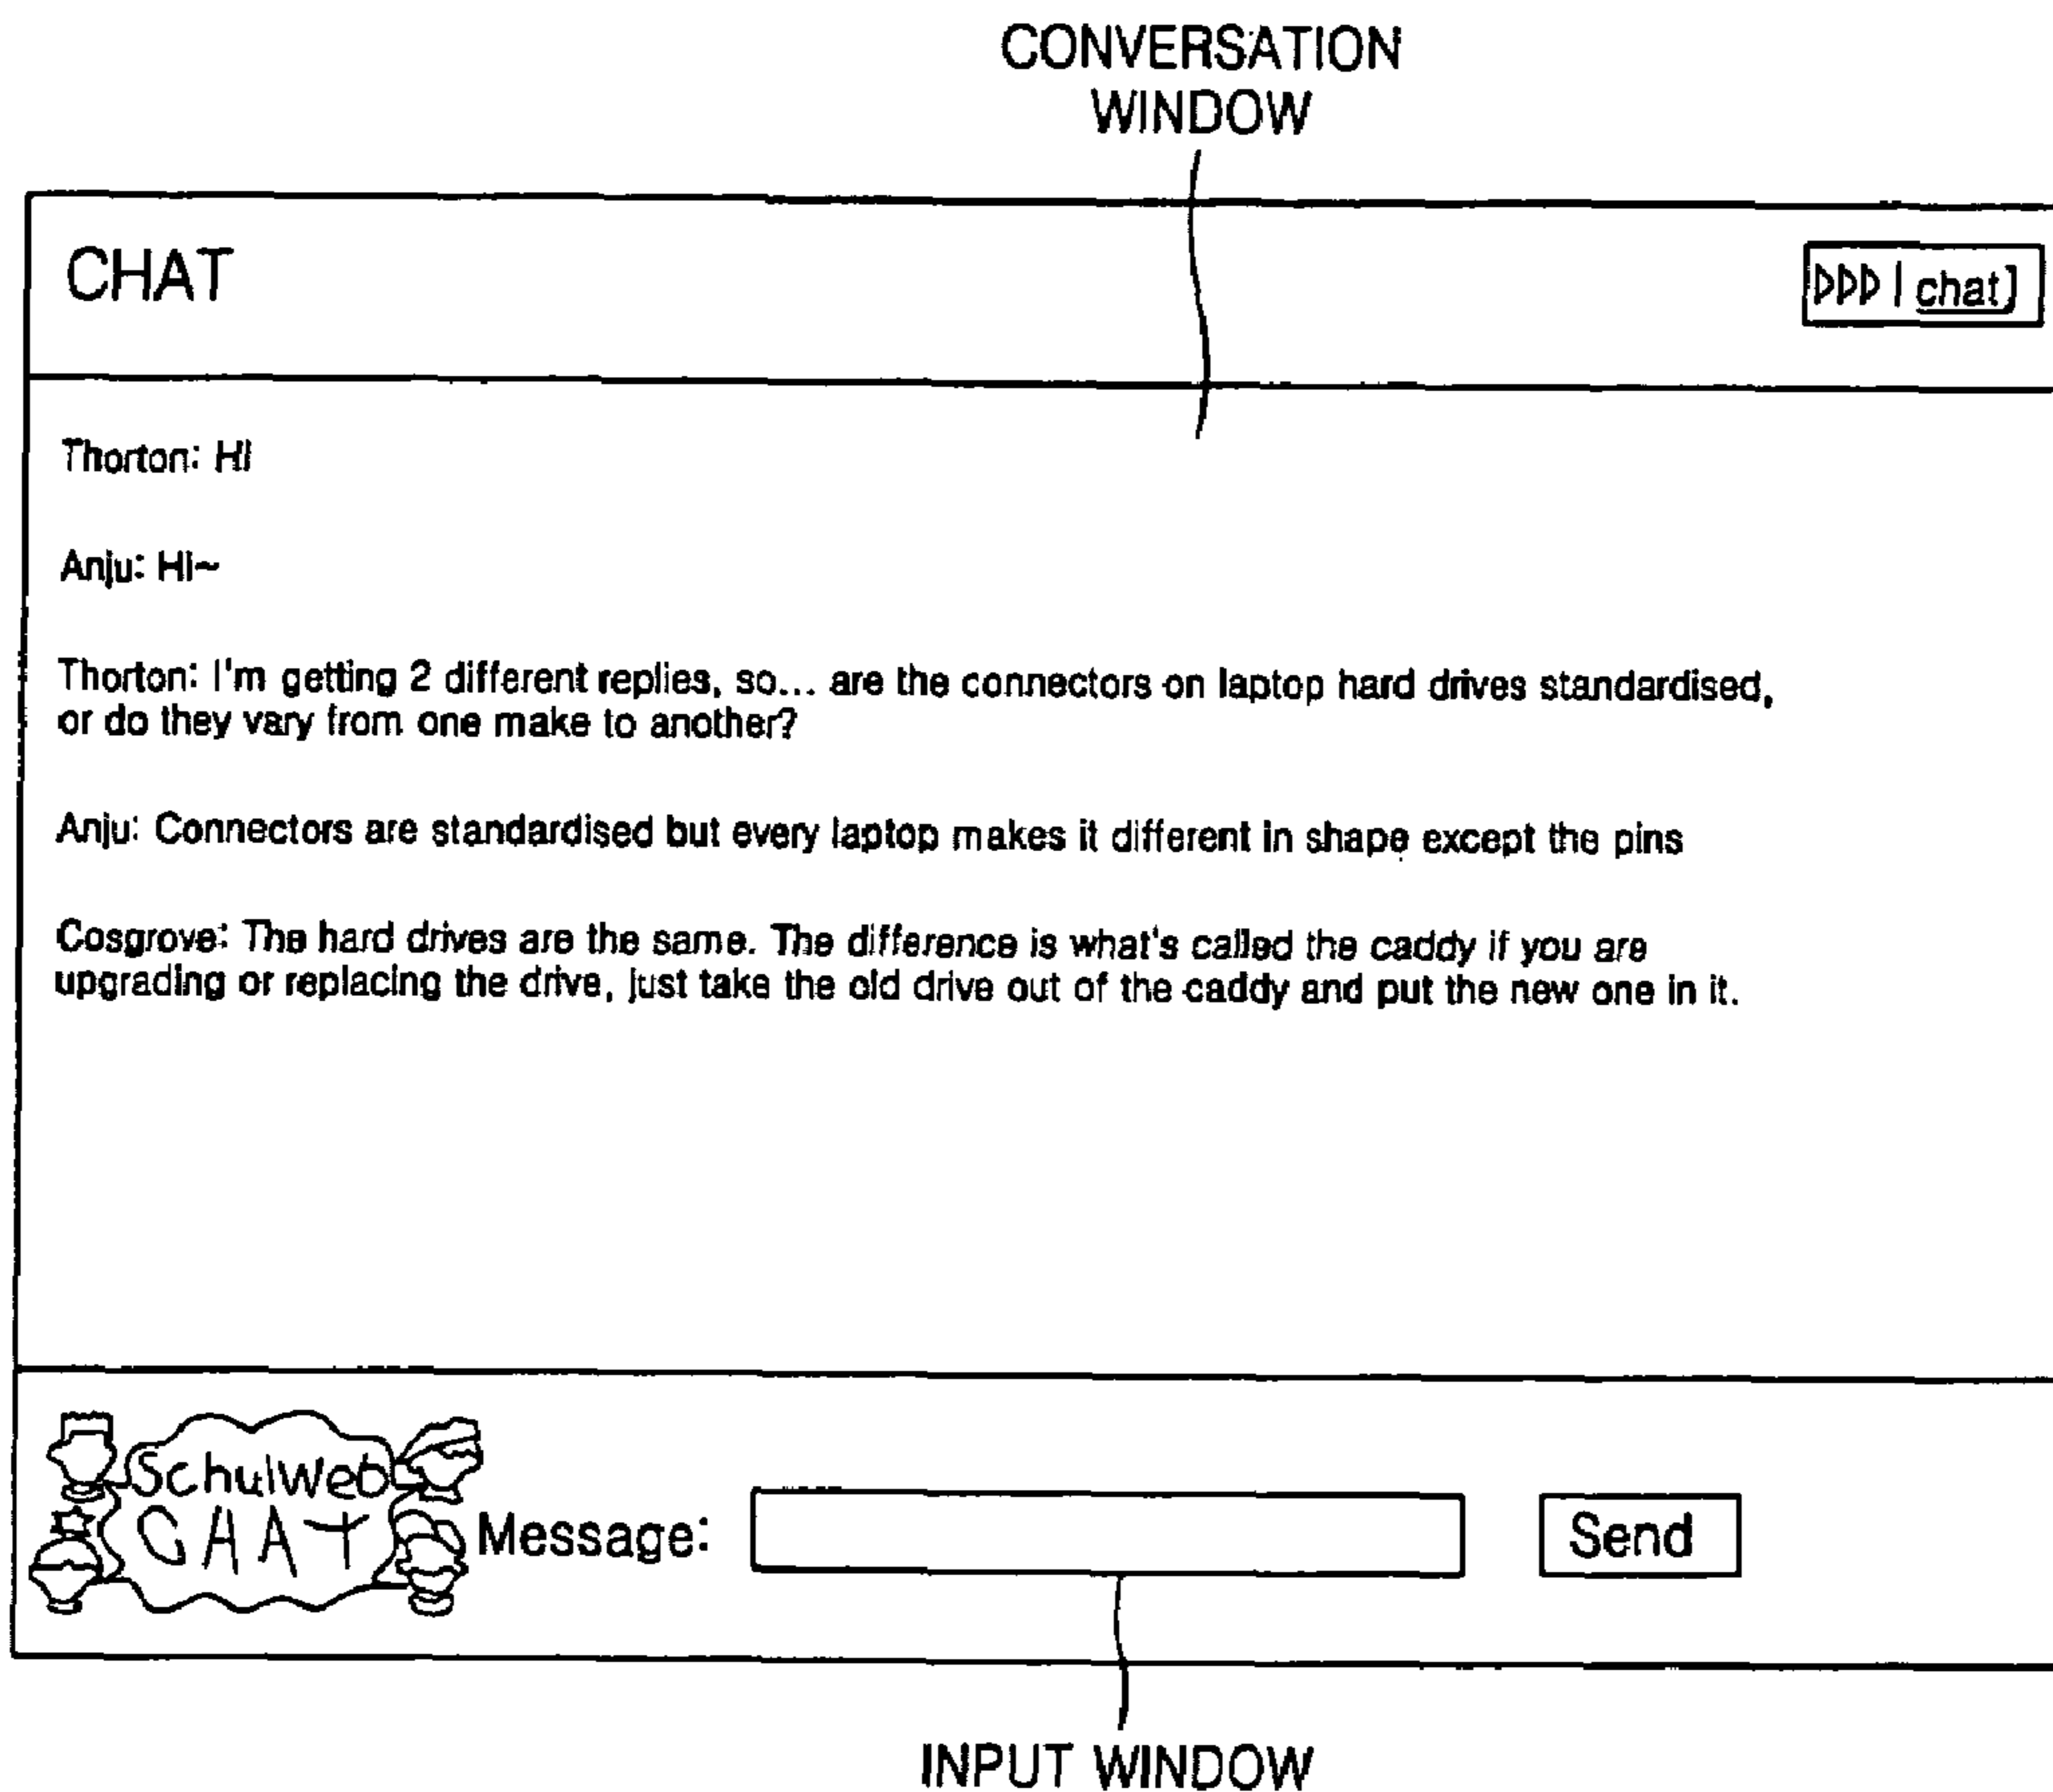 CONVERSATION
WINDOW
CHAT
▷▷▷ | chat]
Thorton: Hi
Anju: Hi~
Thorton: I'm getting 2 different replies, so... are the connectors on laptop hard drives standardised,
or do they vary from one make to another?
Anju: Connectors are standardised but every laptop makes it different in shape except the pins
Cosgrove: The hard drives are the same. The difference is what's called the caddy if you are
upgrading or replacing the drive, just take the old drive out of the caddy and put the new one in it.
SchulWeb
CHAT
Message:
Send
INPUT WINDOW